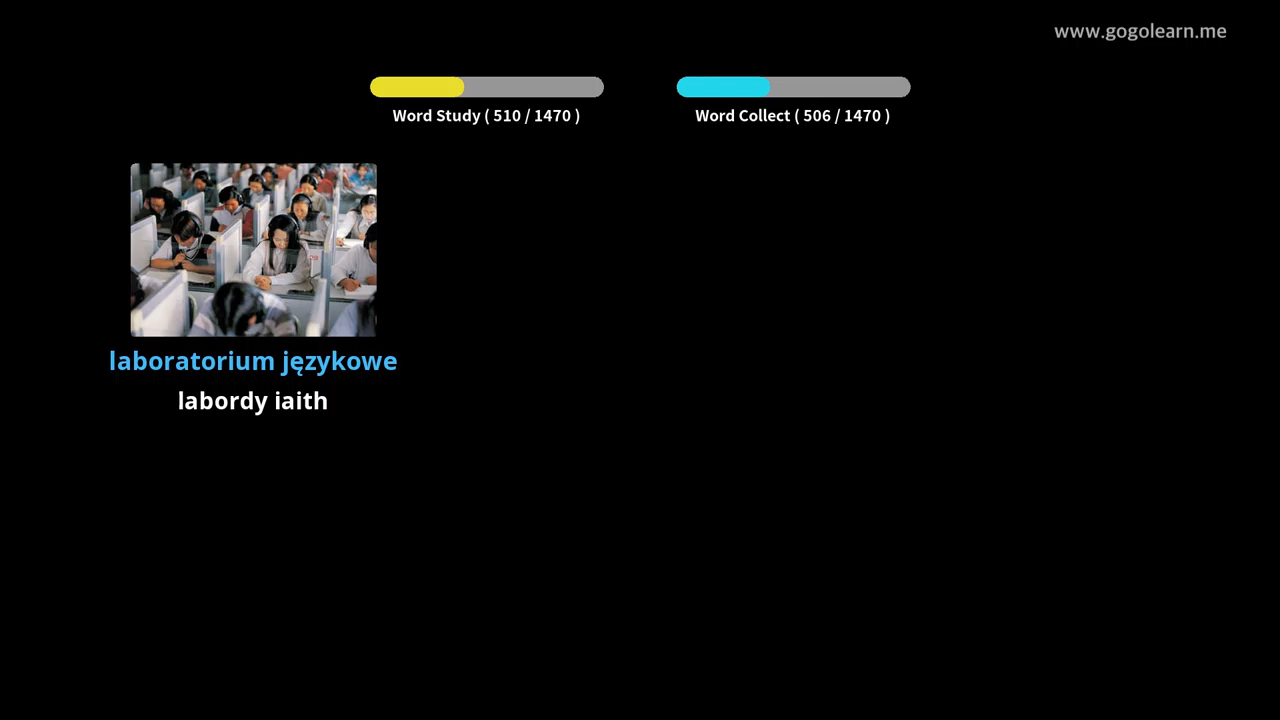 www.gogolearn.me
Word Study ( 510 / 1470 )
Word Collect ( 506 / 1470 )
laboratorium językowe
labordy iaith